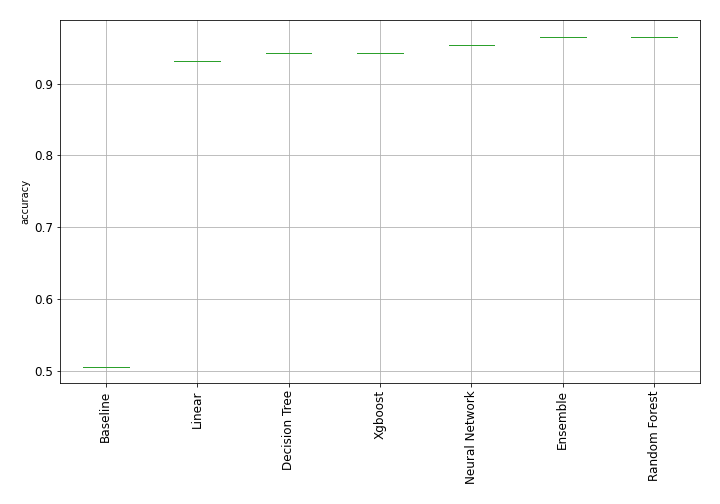 0.9
0.8
0.7
0.6
0.5
accuracy
Baseline
Linear
Decision Tree
Xgboost
Neural Network
Ensemble
Random Forest